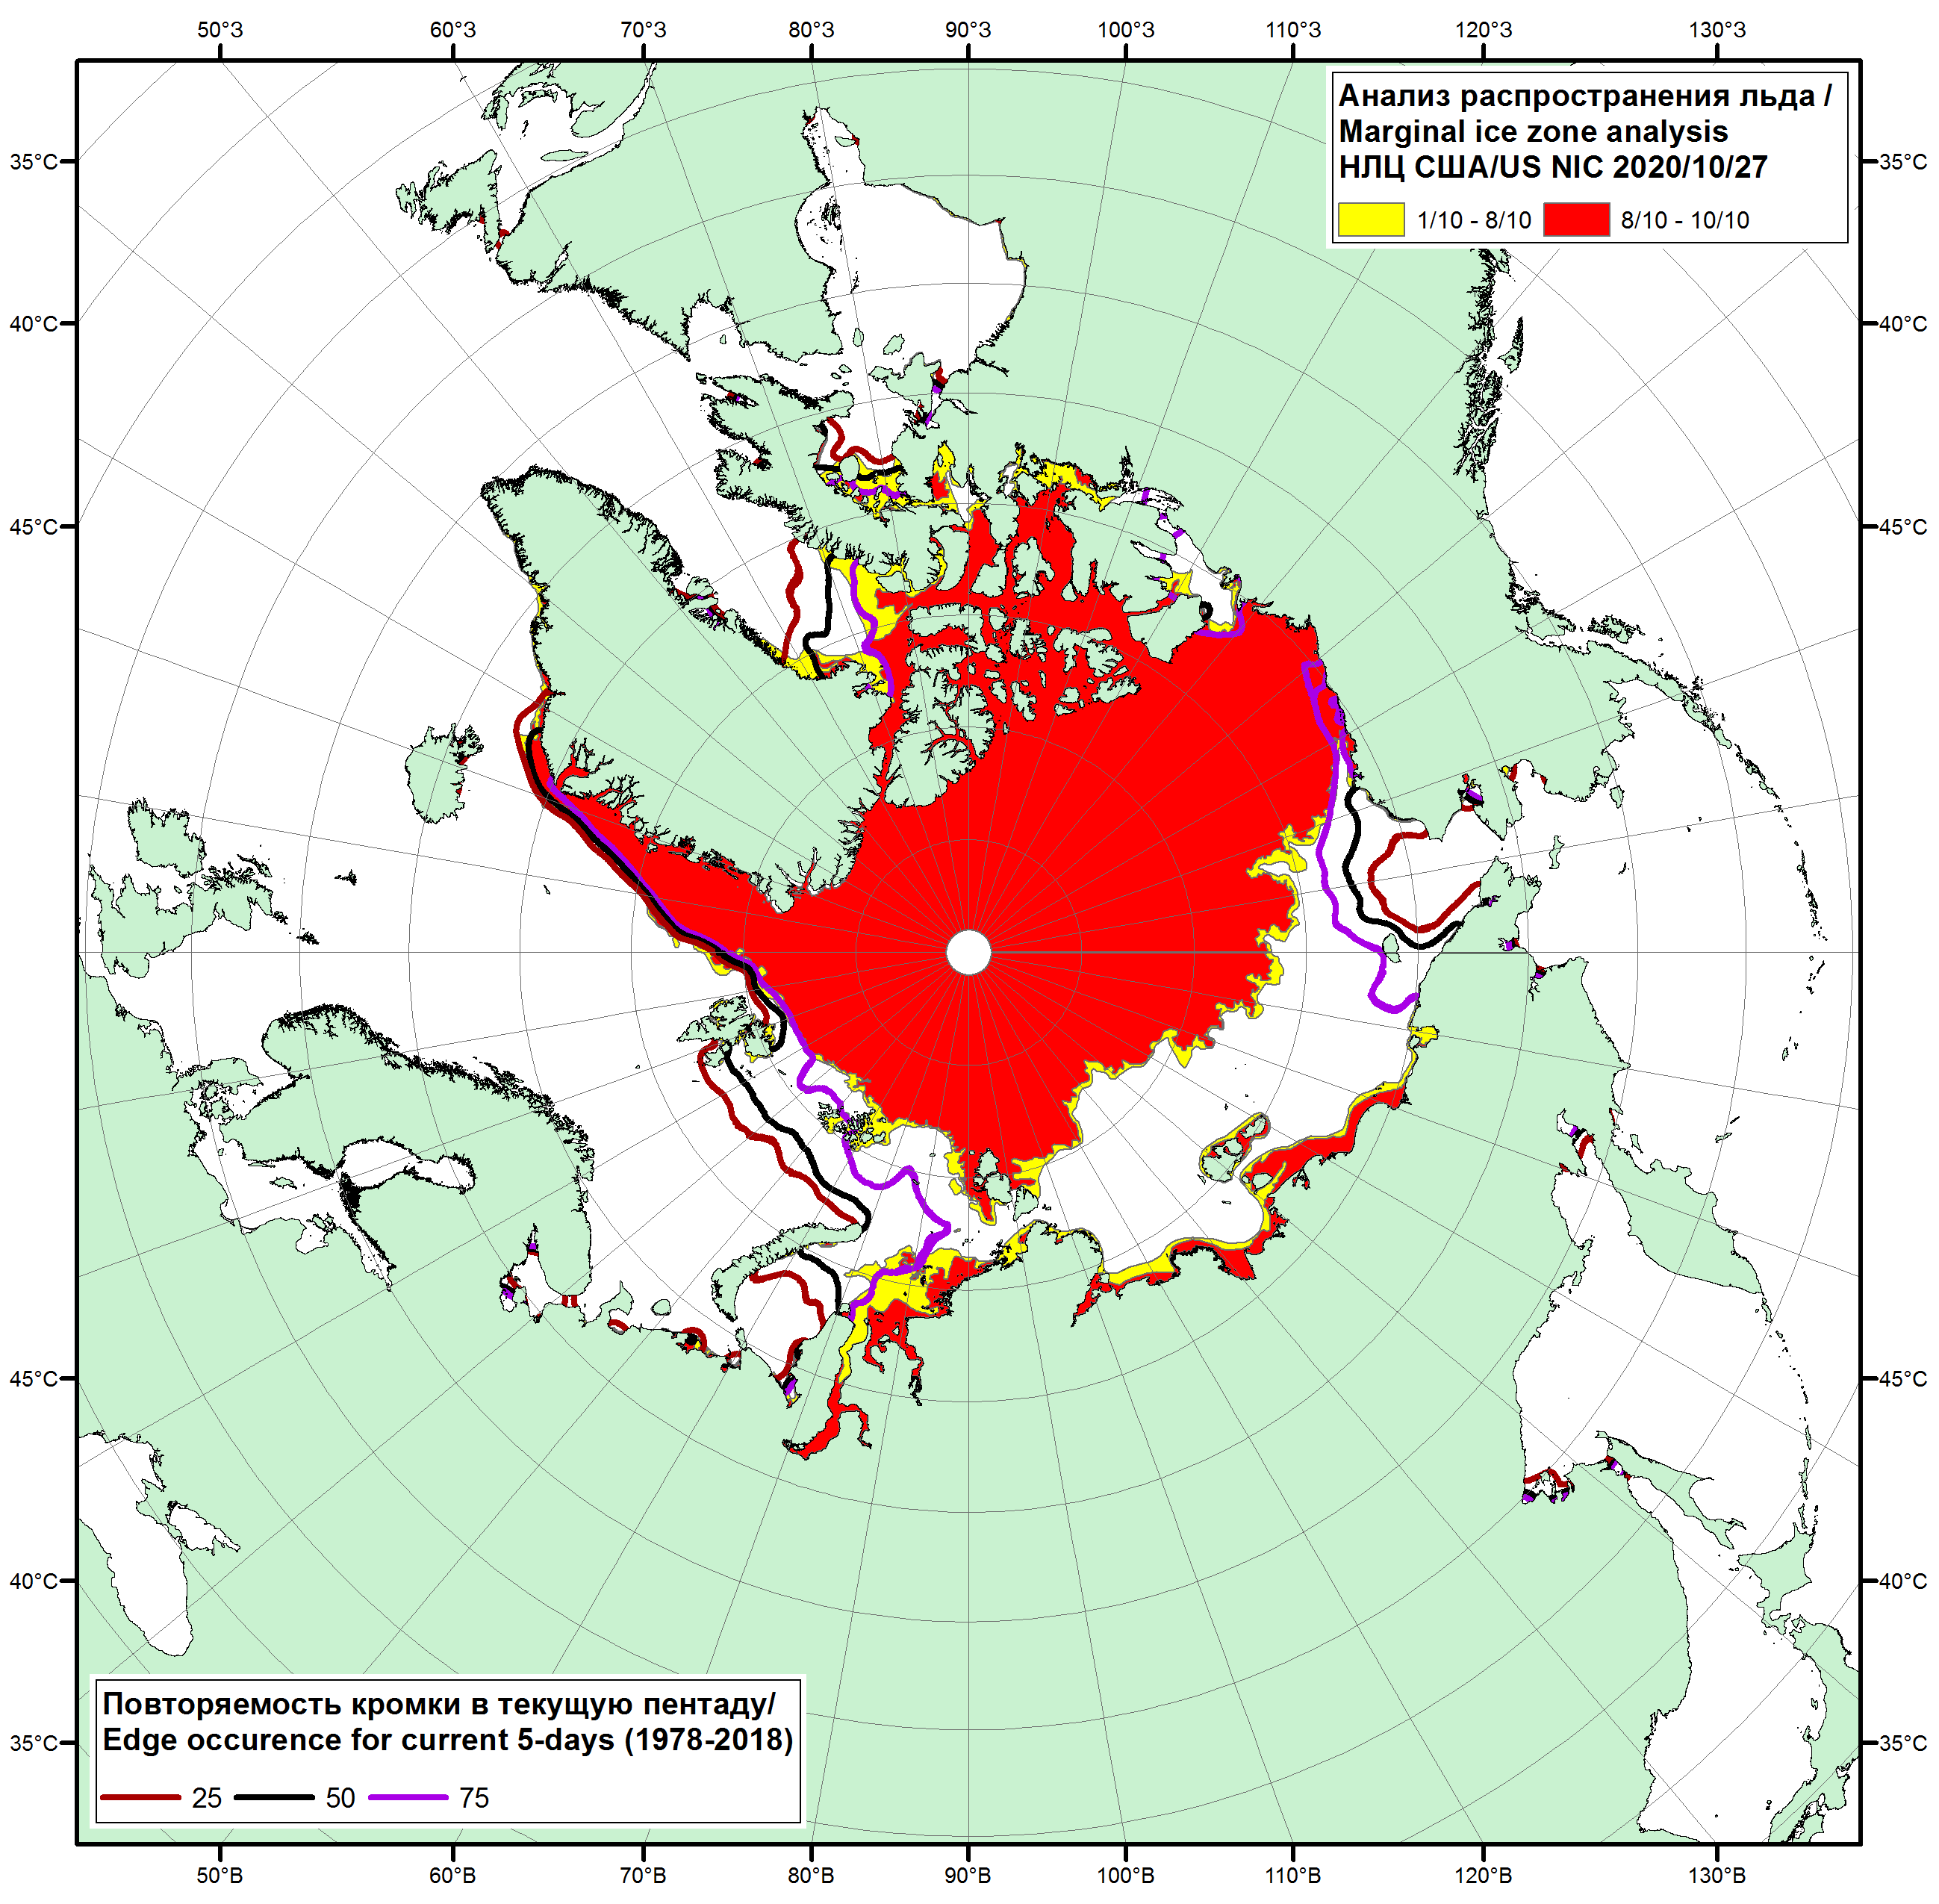 50°З 60°З 70°З 80°З 90°З 100°З 110°З 120°З 130°З
Анализ распространения льда /
Marginal ice zone analysis
НЛЦ США/US NIC 2020/10/27
1/10 - 8/10 8/10 - 10/10
35°С 35°С
40°С 40°С
45°С 45°С
45°С 45°С
40°С 40°С
35°С 35°С
Повторяемость кромки в текущую пентаду/
Edge occurence for current 5-days (1978-2018)
25 50 75
50°В 60°В 70°В 80°В 90°В 100°В 110°В 120°В 130°В